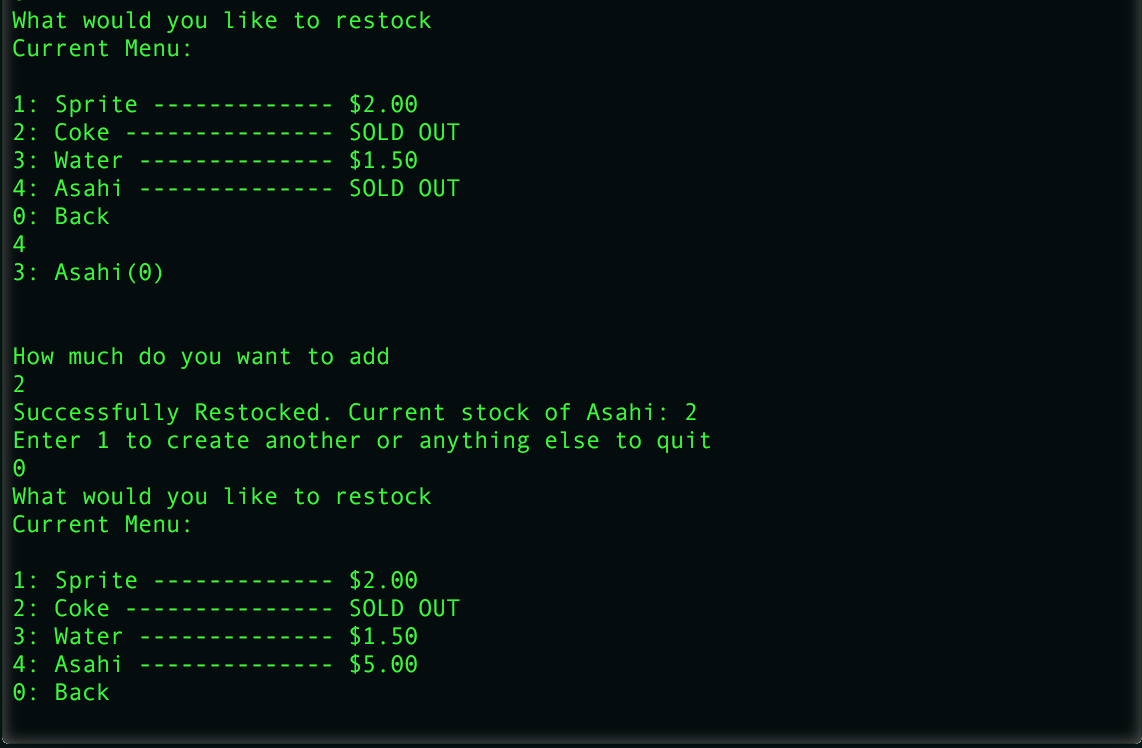 What would you like to restock
Current Menu:
1: Sprite ------------- $2.00
2: Coke --------------- SOLD OUT
3: Water -------------- $1.50
4: Asahi -------------- SOLD OUT
0: Back
4
3: Asahi(0)
How much do you want to add
2
Successfully Restocked. Current stock of Asahi: 2
Enter 1 to create another or anything else to quit
0
What would you like to restock
Current Menu:
1: Sprite ------------- $2.00
2: Coke --------------- SOLD OUT
3: Water -------------- $1.50
4: Asahi -------------- $5.00
0: Back